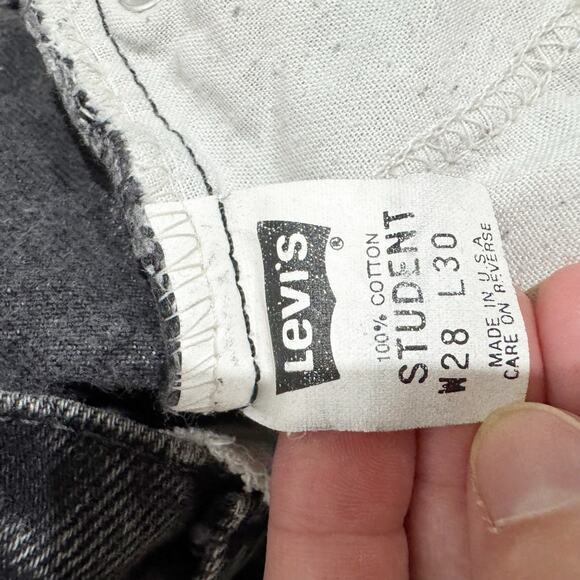 Levi's ®
100% COTTON
STUDENT
W28 L30
MADE IN U.S.A
CARE ON REVERSE